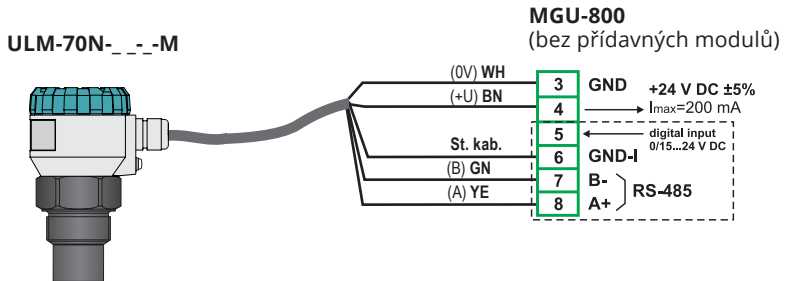 MGU-800
(bez přídavných modulů)
ULM-70N-_ _-_-M
(0V) WH
3 GND
+24 V DC ±5%
(+U) BN
4
Imax=200 mA
5
digital input
0/15...24 V DC
St. kab.
6 GND-I
(B) GN
7 B-
RS-485
(A) YE
8 A+